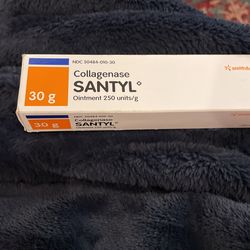 NDC 50484-010-30
Collagenase
SANTYL◇
Ointment 250 units/g
30 g
30 g
Collagenase
SANTYL◇